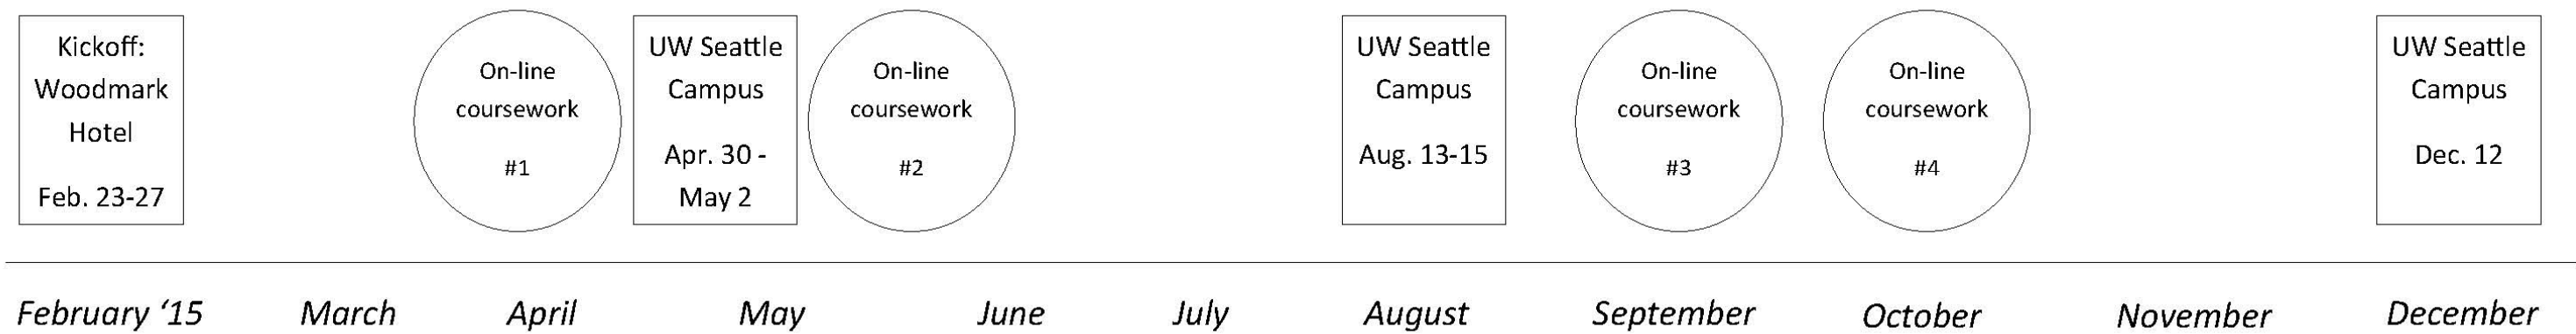 Kickoff:
Woodmark
Hotel
Feb. 23-27
On-line
coursework
#1
UW Seattle
Campus
Apr. 30 -
May 2
On-line
coursework
#2
UW Seattle
Campus
Aug. 13-15
On-line
coursework
#3
On-line
coursework
#4
UW Seattle
Campus
Dec. 12
February ‘15 March April May June July August September October November December